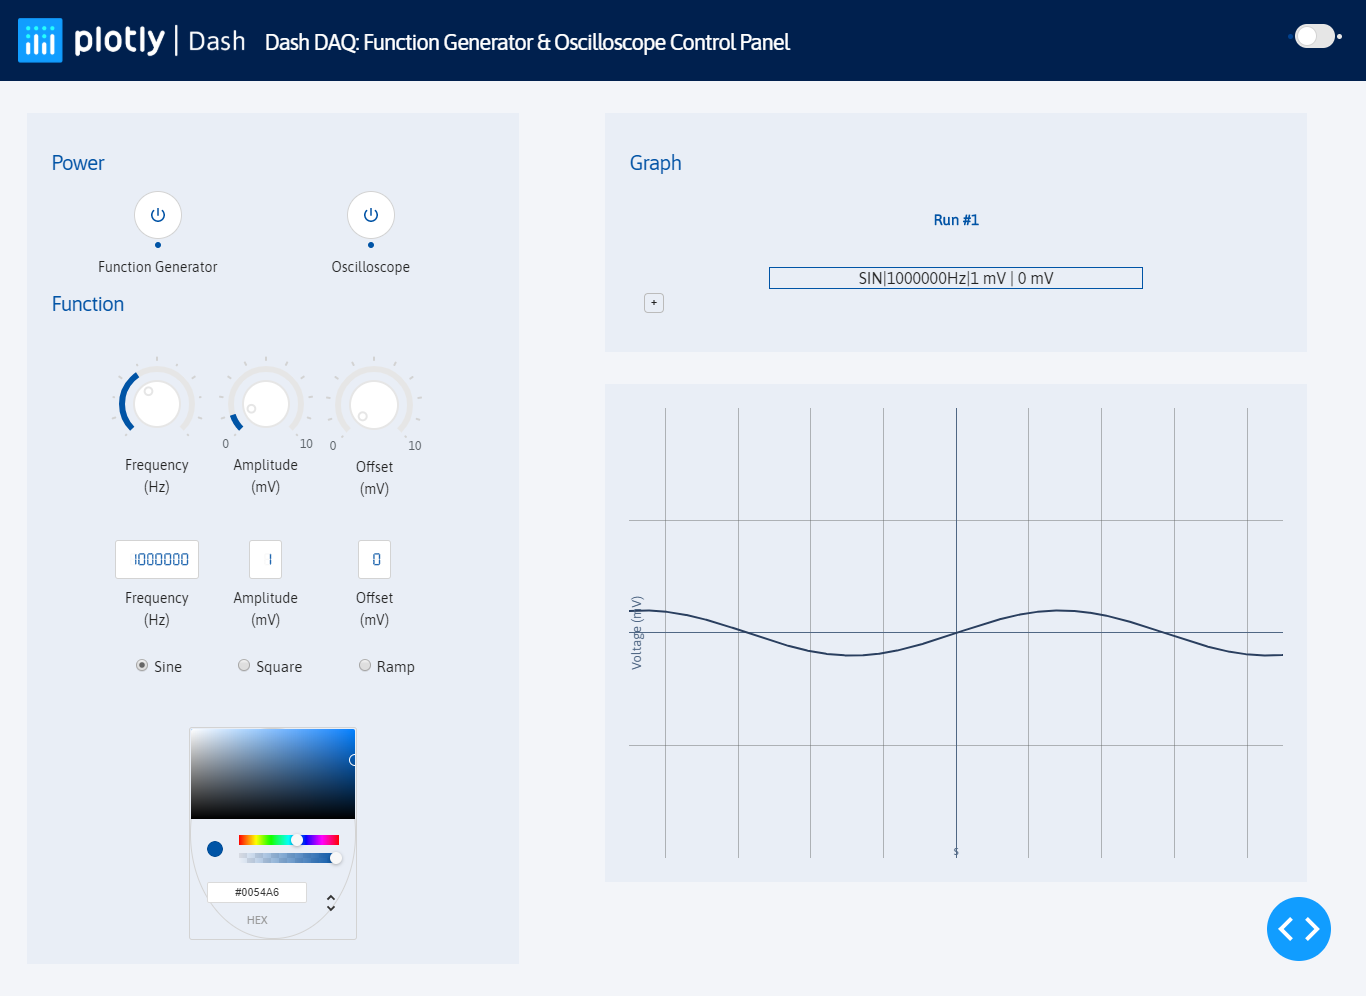 plotly | Dash Dash DAQ: Function Generator & Oscilloscope Control Panel
Power
Function Generator Oscilloscope
Function
0 10 0 10
Frequency (Hz) Amplitude (mV) Offset (mV)
1000000 1 0
Frequency (Hz) Amplitude (mV) Offset (mV)
Sine Square Ramp
#0054A6
HEX
Graph
Run #1
SIN|1000000Hz|1 mV | 0 mV
+
Voltage (mV)
s
< >